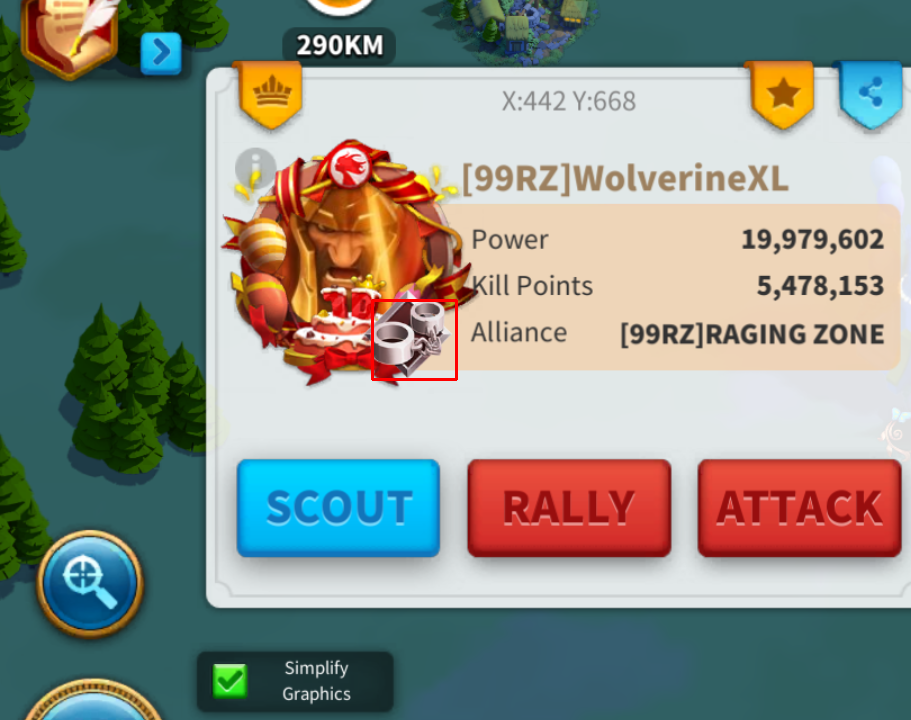 290KM
X:442 Y:668
[99RZ]WolverineXL
Power 19,979,602
Kill Points 5,478,153
Alliance [99RZ]RAGING ZONE
SCOUT RALLY ATTACK
Simplify
Graphics